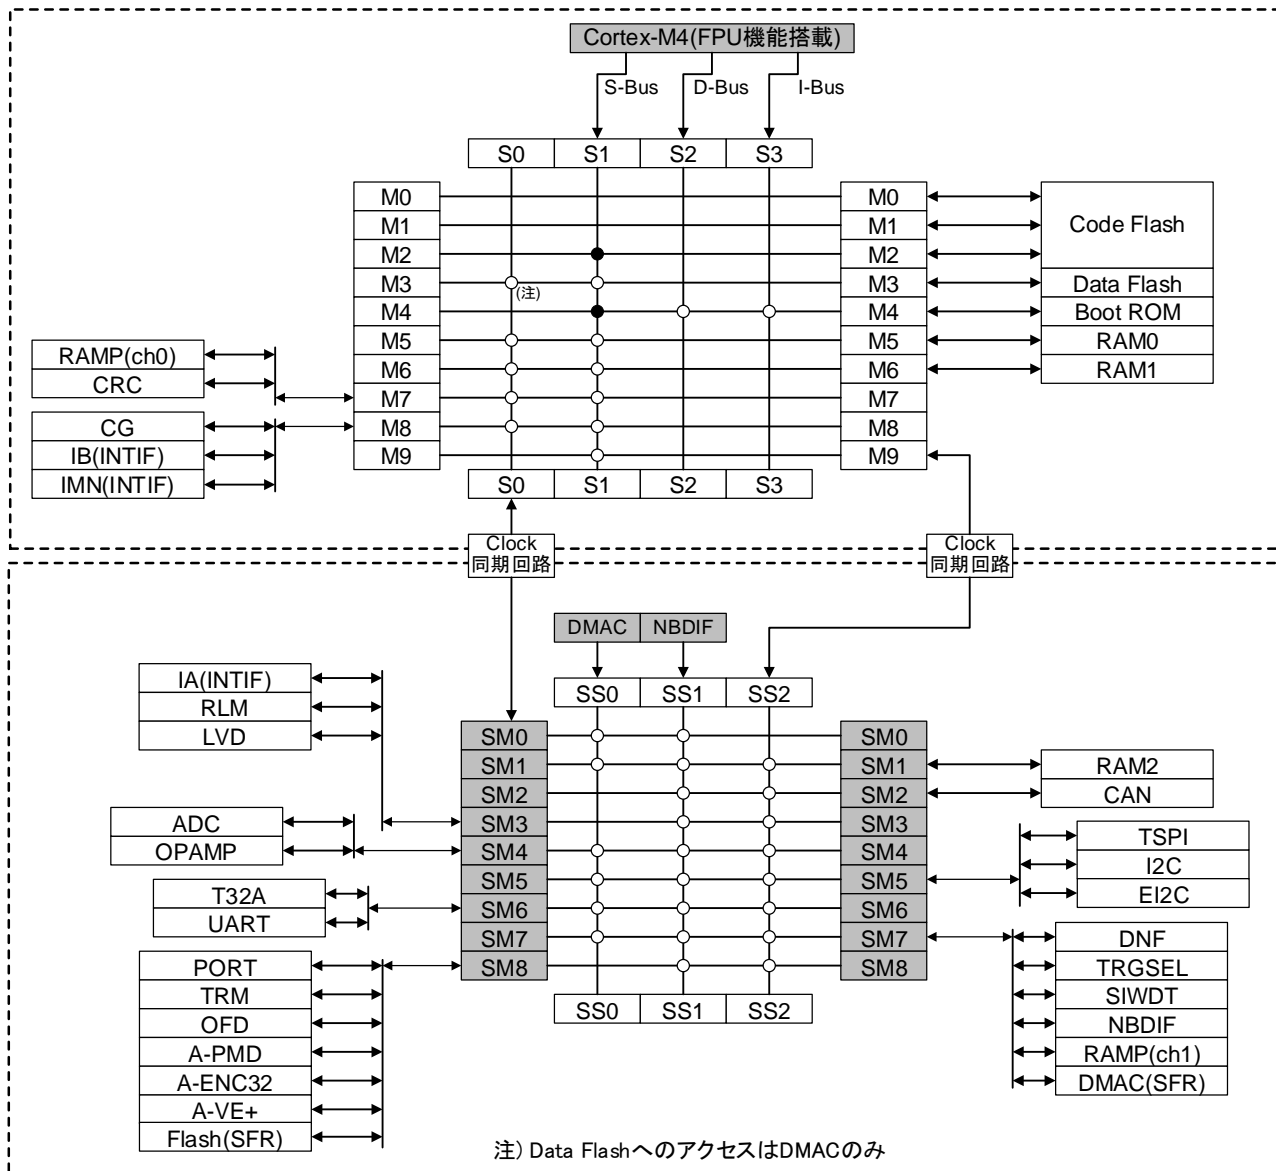 Cortex-M4(FPU機能搭載)
S-Bus D-Bus I-Bus
S0 S1 S2 S3
M0 M0
M1 M1 Code Flash
M2 M2
M3 (注) M3 Data Flash
M4 M4 Boot ROM
RAMP(ch0) M5 M5 RAM0
CRC M6 M6 RAM1
M7 M7
CG M8 M8
IB(INTIF) M9 M9
IMN(INTIF) S0 S1 S2 S3
Clock Clock
同期回路 同期回路
DMAC NBDIF
IA(INTIF) SS0 SS1 SS2
RLM
LVD SM0 SM0
SM1 SM1 RAM2
SM2 SM2 CAN
ADC SM3 SM3 TSPI
OPAMP SM4 SM4 I2C
T32A SM5 SM5 EI2C
UART SM6 SM6
SM7 SM7 DNF
PORT SM8 SM8 TRGSEL
TRM SS0 SS1 SS2 SIWDT
OFD NBDIF
A-PMD RAMP(ch1)
A-ENC32 DMAC(SFR)
A-VE+
Flash(SFR)
注) Data FlashへのアクセスはDMACのみ